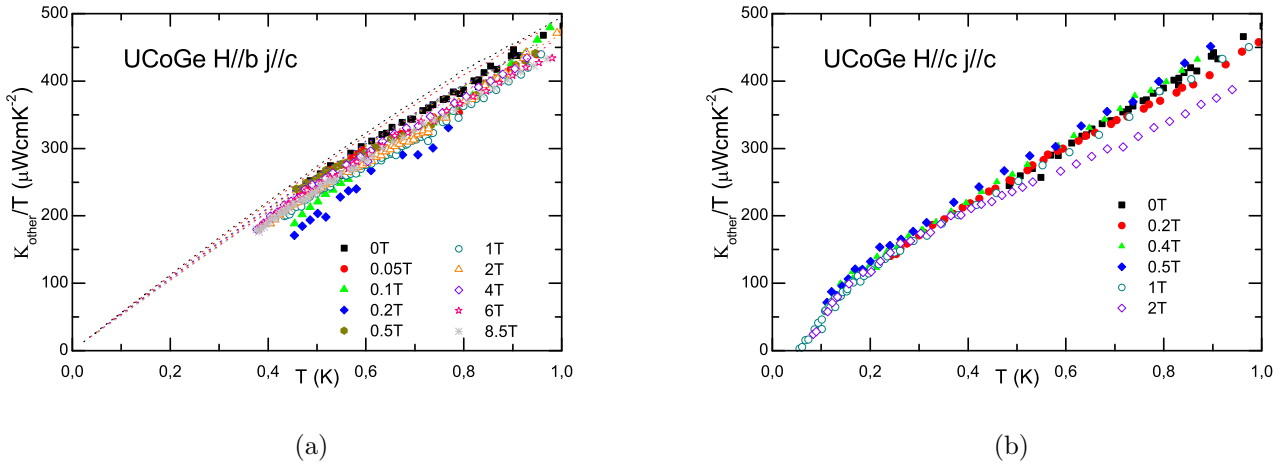 UCoGe H//b j//c
K_other/T (μWcmK⁻²)
500
400
300
200
100
0
0,0 0,2 0,4 0,6 0,8 1,0
T (K)
0T 1T
0.05T 2T
0.1T 4T
0.2T 6T
0.5T 8.5T
(a)
UCoGe H//c j//c
K_other/T (μWcmK⁻²)
500
400
300
200
100
0
0,0 0,2 0,4 0,6 0,8 1,0
T (K)
0T
0.2T
0.4T
0.5T
1T
2T
(b)